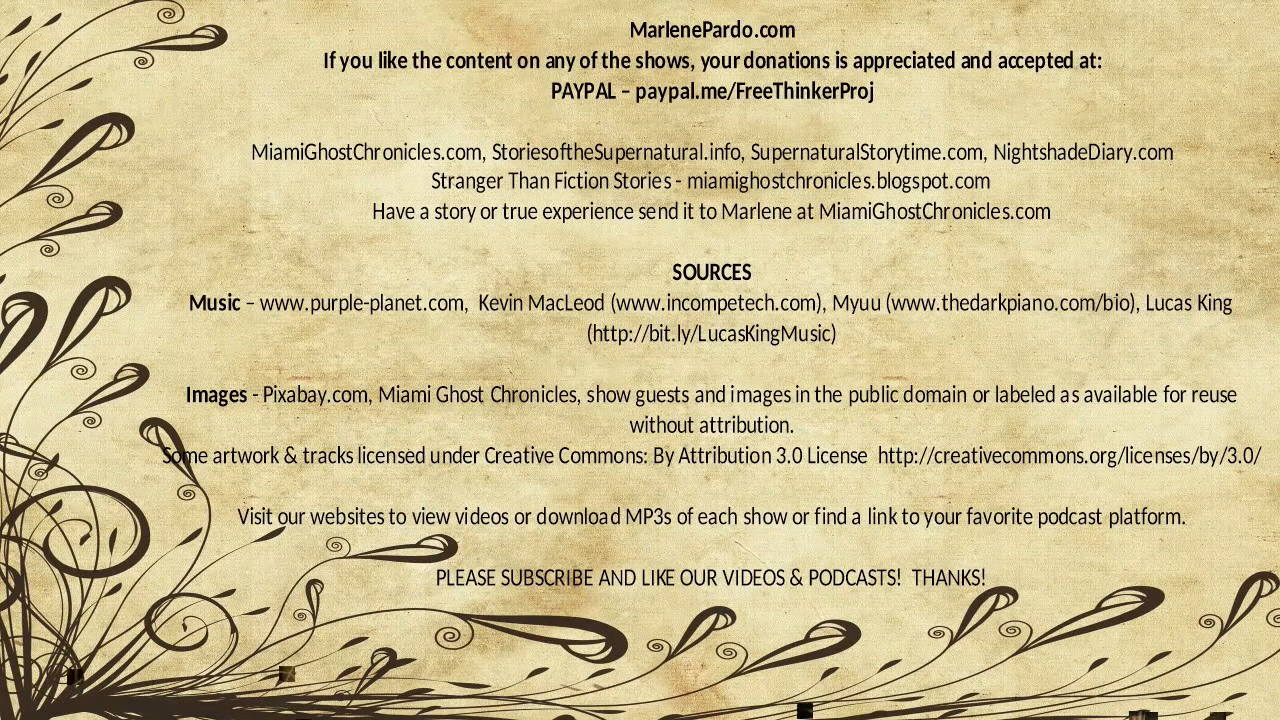 MarlenePardo.com
If you like the content on any of the shows, your donations is appreciated and accepted at:
PAYPAL – paypal.me/FreeThinkerProj
MiamiGhostChronicles.com, StoriesoftheSupernatural.info, SupernaturalStorytime.com, NightshadeDiary.com
Stranger Than Fiction Stories - miamighostchronicles.blogspot.com
Have a story or true experience send it to Marlene at MiamiGhostChronicles.com
SOURCES
Music – www.purple-planet.com,  Kevin MacLeod (www.incompetech.com), Myuu (www.thedarkpiano.com/bio), Lucas King
(http://bit.ly/LucasKingMusic)
Images - Pixabay.com, Miami Ghost Chronicles, show guests and images in the public domain or labeled as available for reuse
without attribution.
Some artwork & tracks licensed under Creative Commons: By Attribution 3.0 License  http://creativecommons.org/licenses/by/3.0/
Visit our websites to view videos or download MP3s of each show or find a link to your favorite podcast platform.
PLEASE SUBSCRIBE AND LIKE OUR VIDEOS & PODCASTS!  THANKS!